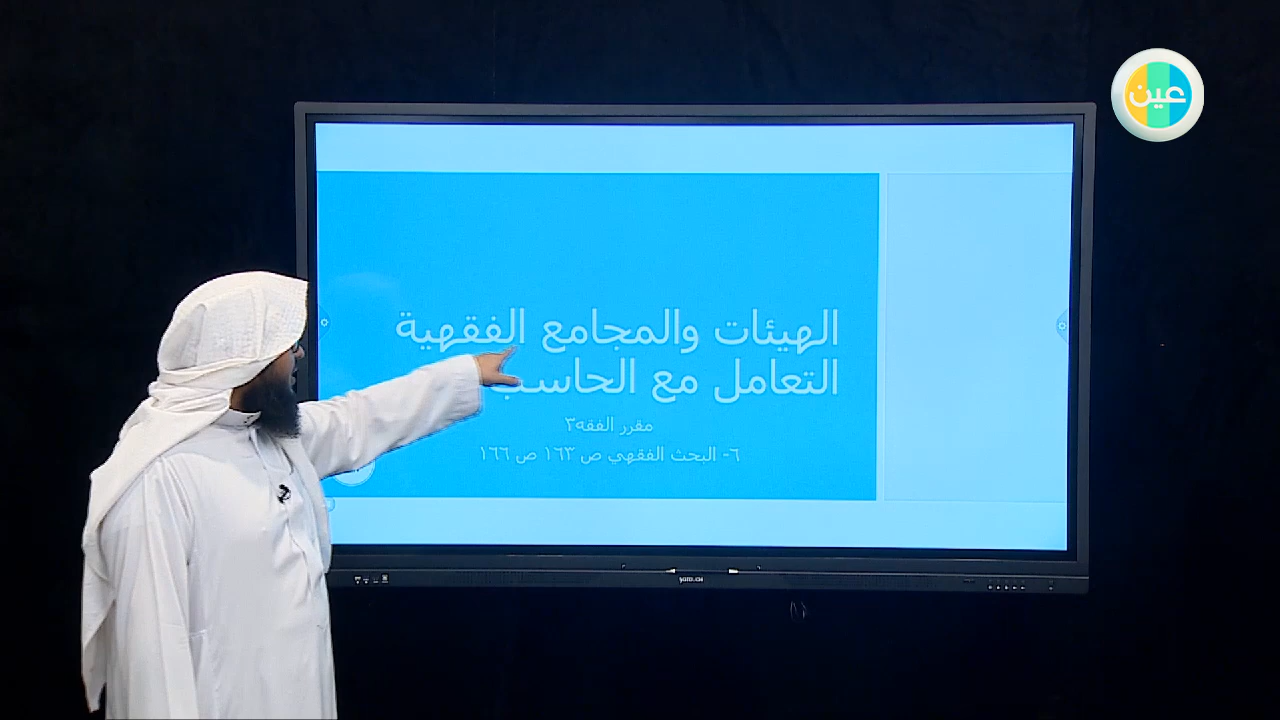 عين
الهيئات والمجامع الفقهية
التعامل مع الحاسب
مقرر الفقه٣
٦- البحث الفقهي ص ١٦٣ ص ١٦٦